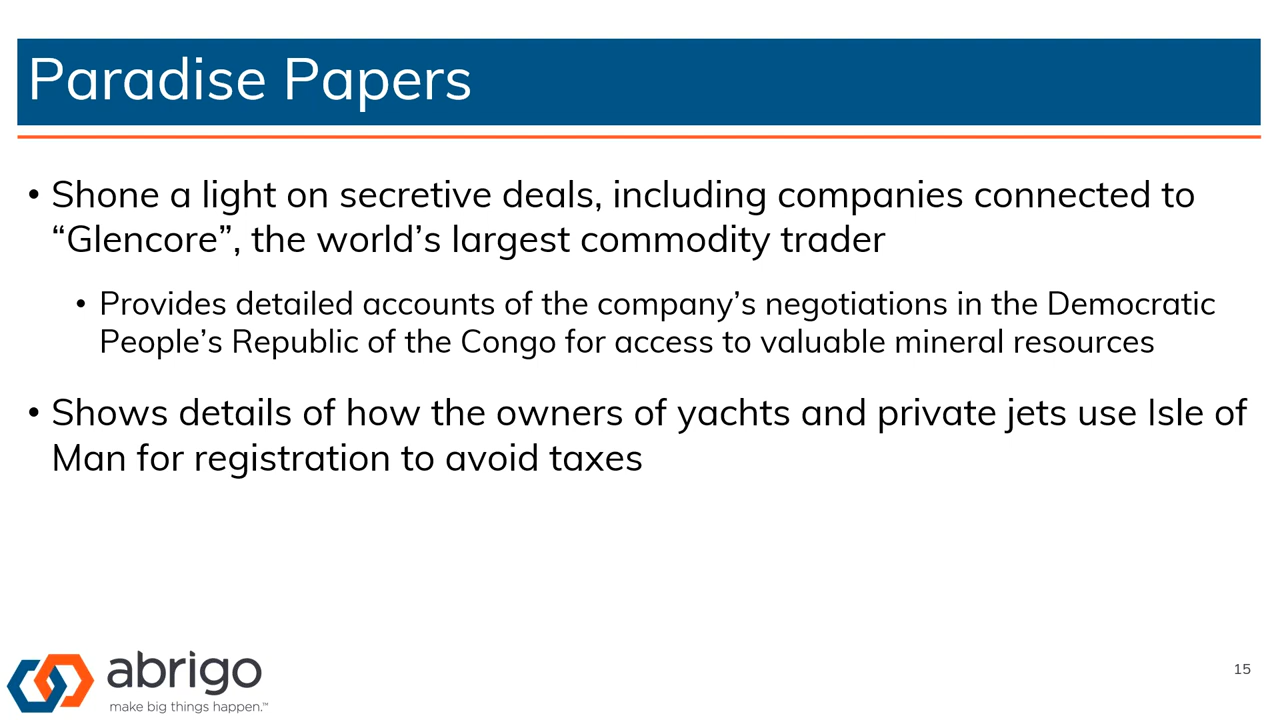 Paradise Papers
• Shone a light on secretive deals, including companies connected to
“Glencore”, the world’s largest commodity trader
• Provides detailed accounts of the company’s negotiations in the Democratic
People’s Republic of the Congo for access to valuable mineral resources
• Shows details of how the owners of yachts and private jets use Isle of
Man for registration to avoid taxes
abrigo
make big things happen.™
15